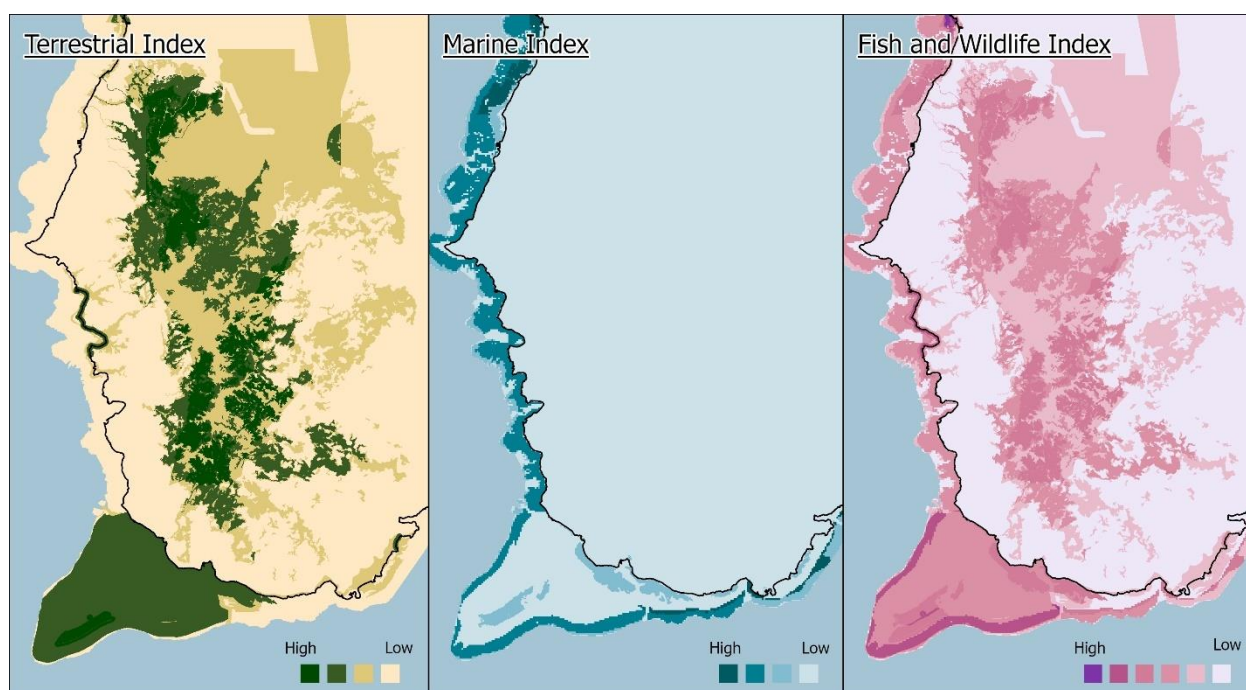 Terrestrial Index
Marine Index
Fish and Wildlife Index
High Low
High Low
High Low